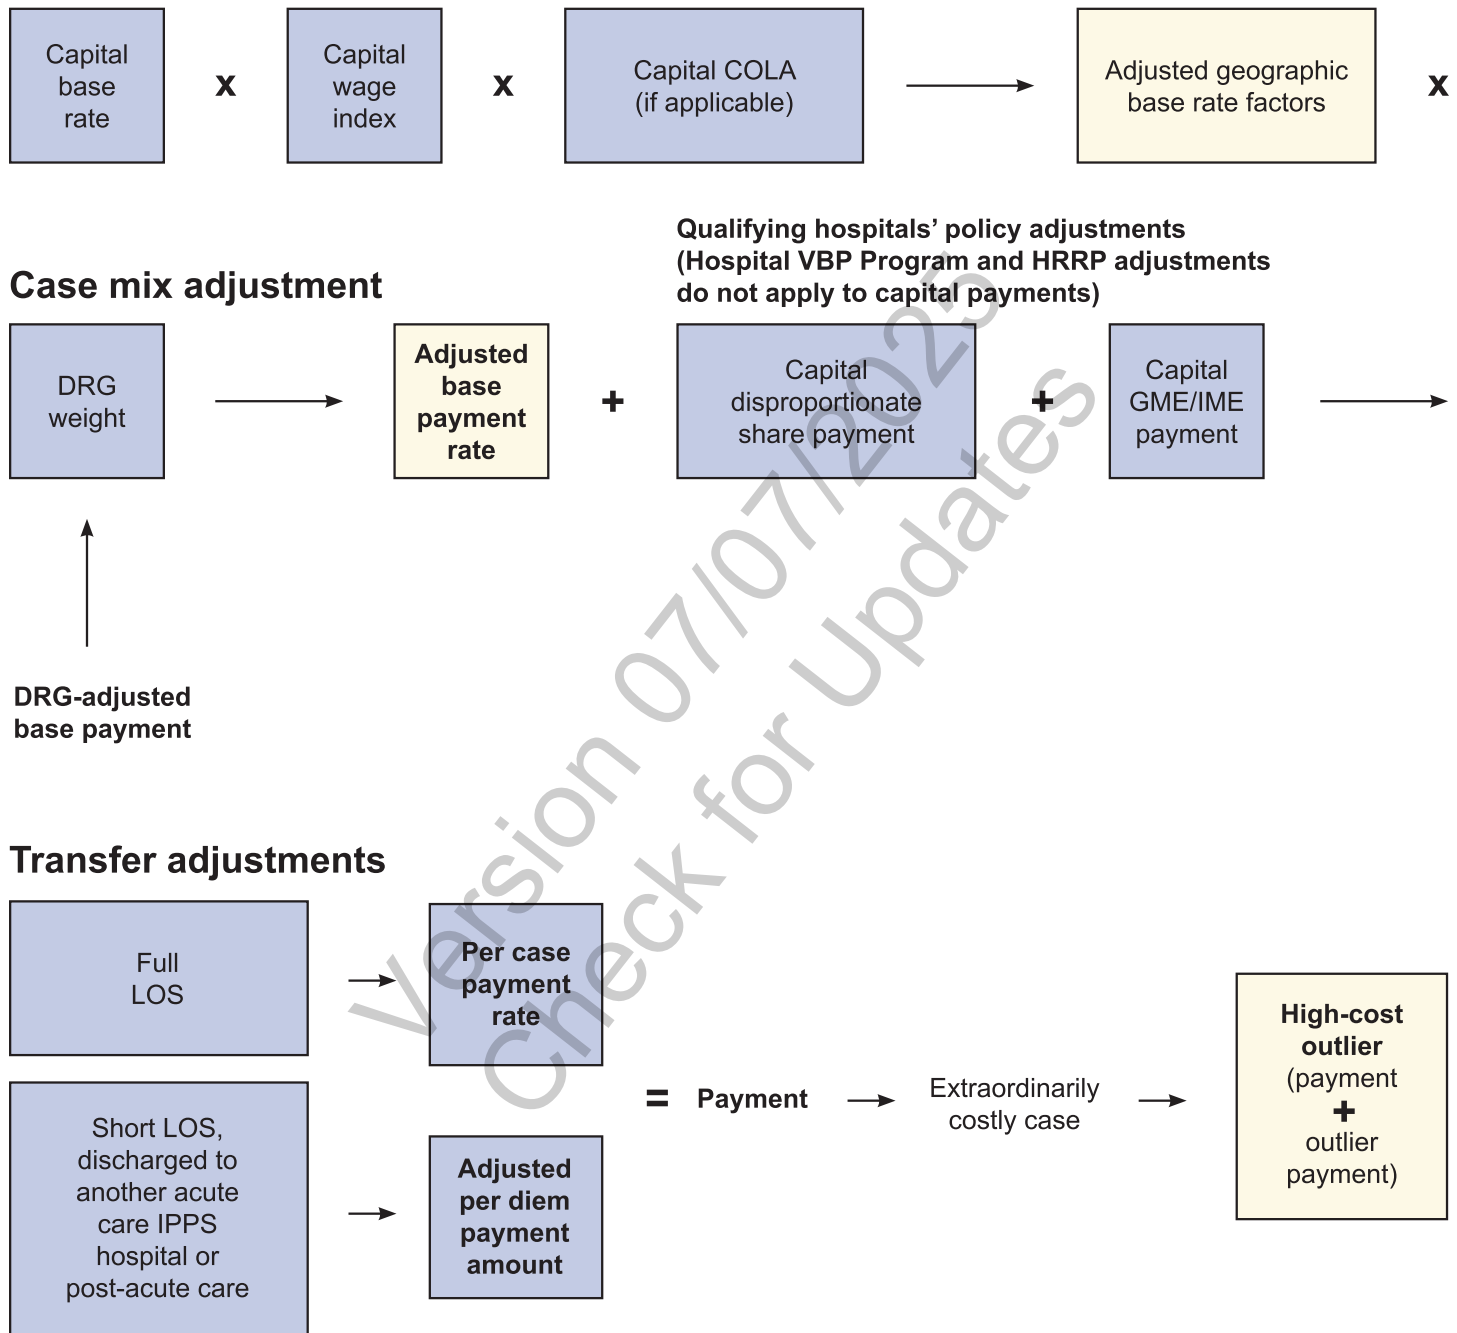 Capital
base
rate
x
Capital
wage
index
x
Capital COLA
(if applicable)
Adjusted geographic
base rate factors
x
Qualifying hospitals’ policy adjustments
(Hospital VBP Program and HRRP adjustments
do not apply to capital payments)
Case mix adjustment
DRG
weight
Adjusted
base
payment
rate
+
Capital
disproportionate
share payment
+
Capital
GME/IME
payment
DRG-adjusted
base payment
Transfer adjustments
Full
LOS
Per case
payment
rate
Short LOS,
discharged to
another acute
care IPPS
hospital or
post-acute care
Adjusted
per diem
payment
amount
= Payment
Extraordinarily
costly case
High-cost
outlier
(payment
+
outlier
payment)
Version 07/07/2025
Check for Updates